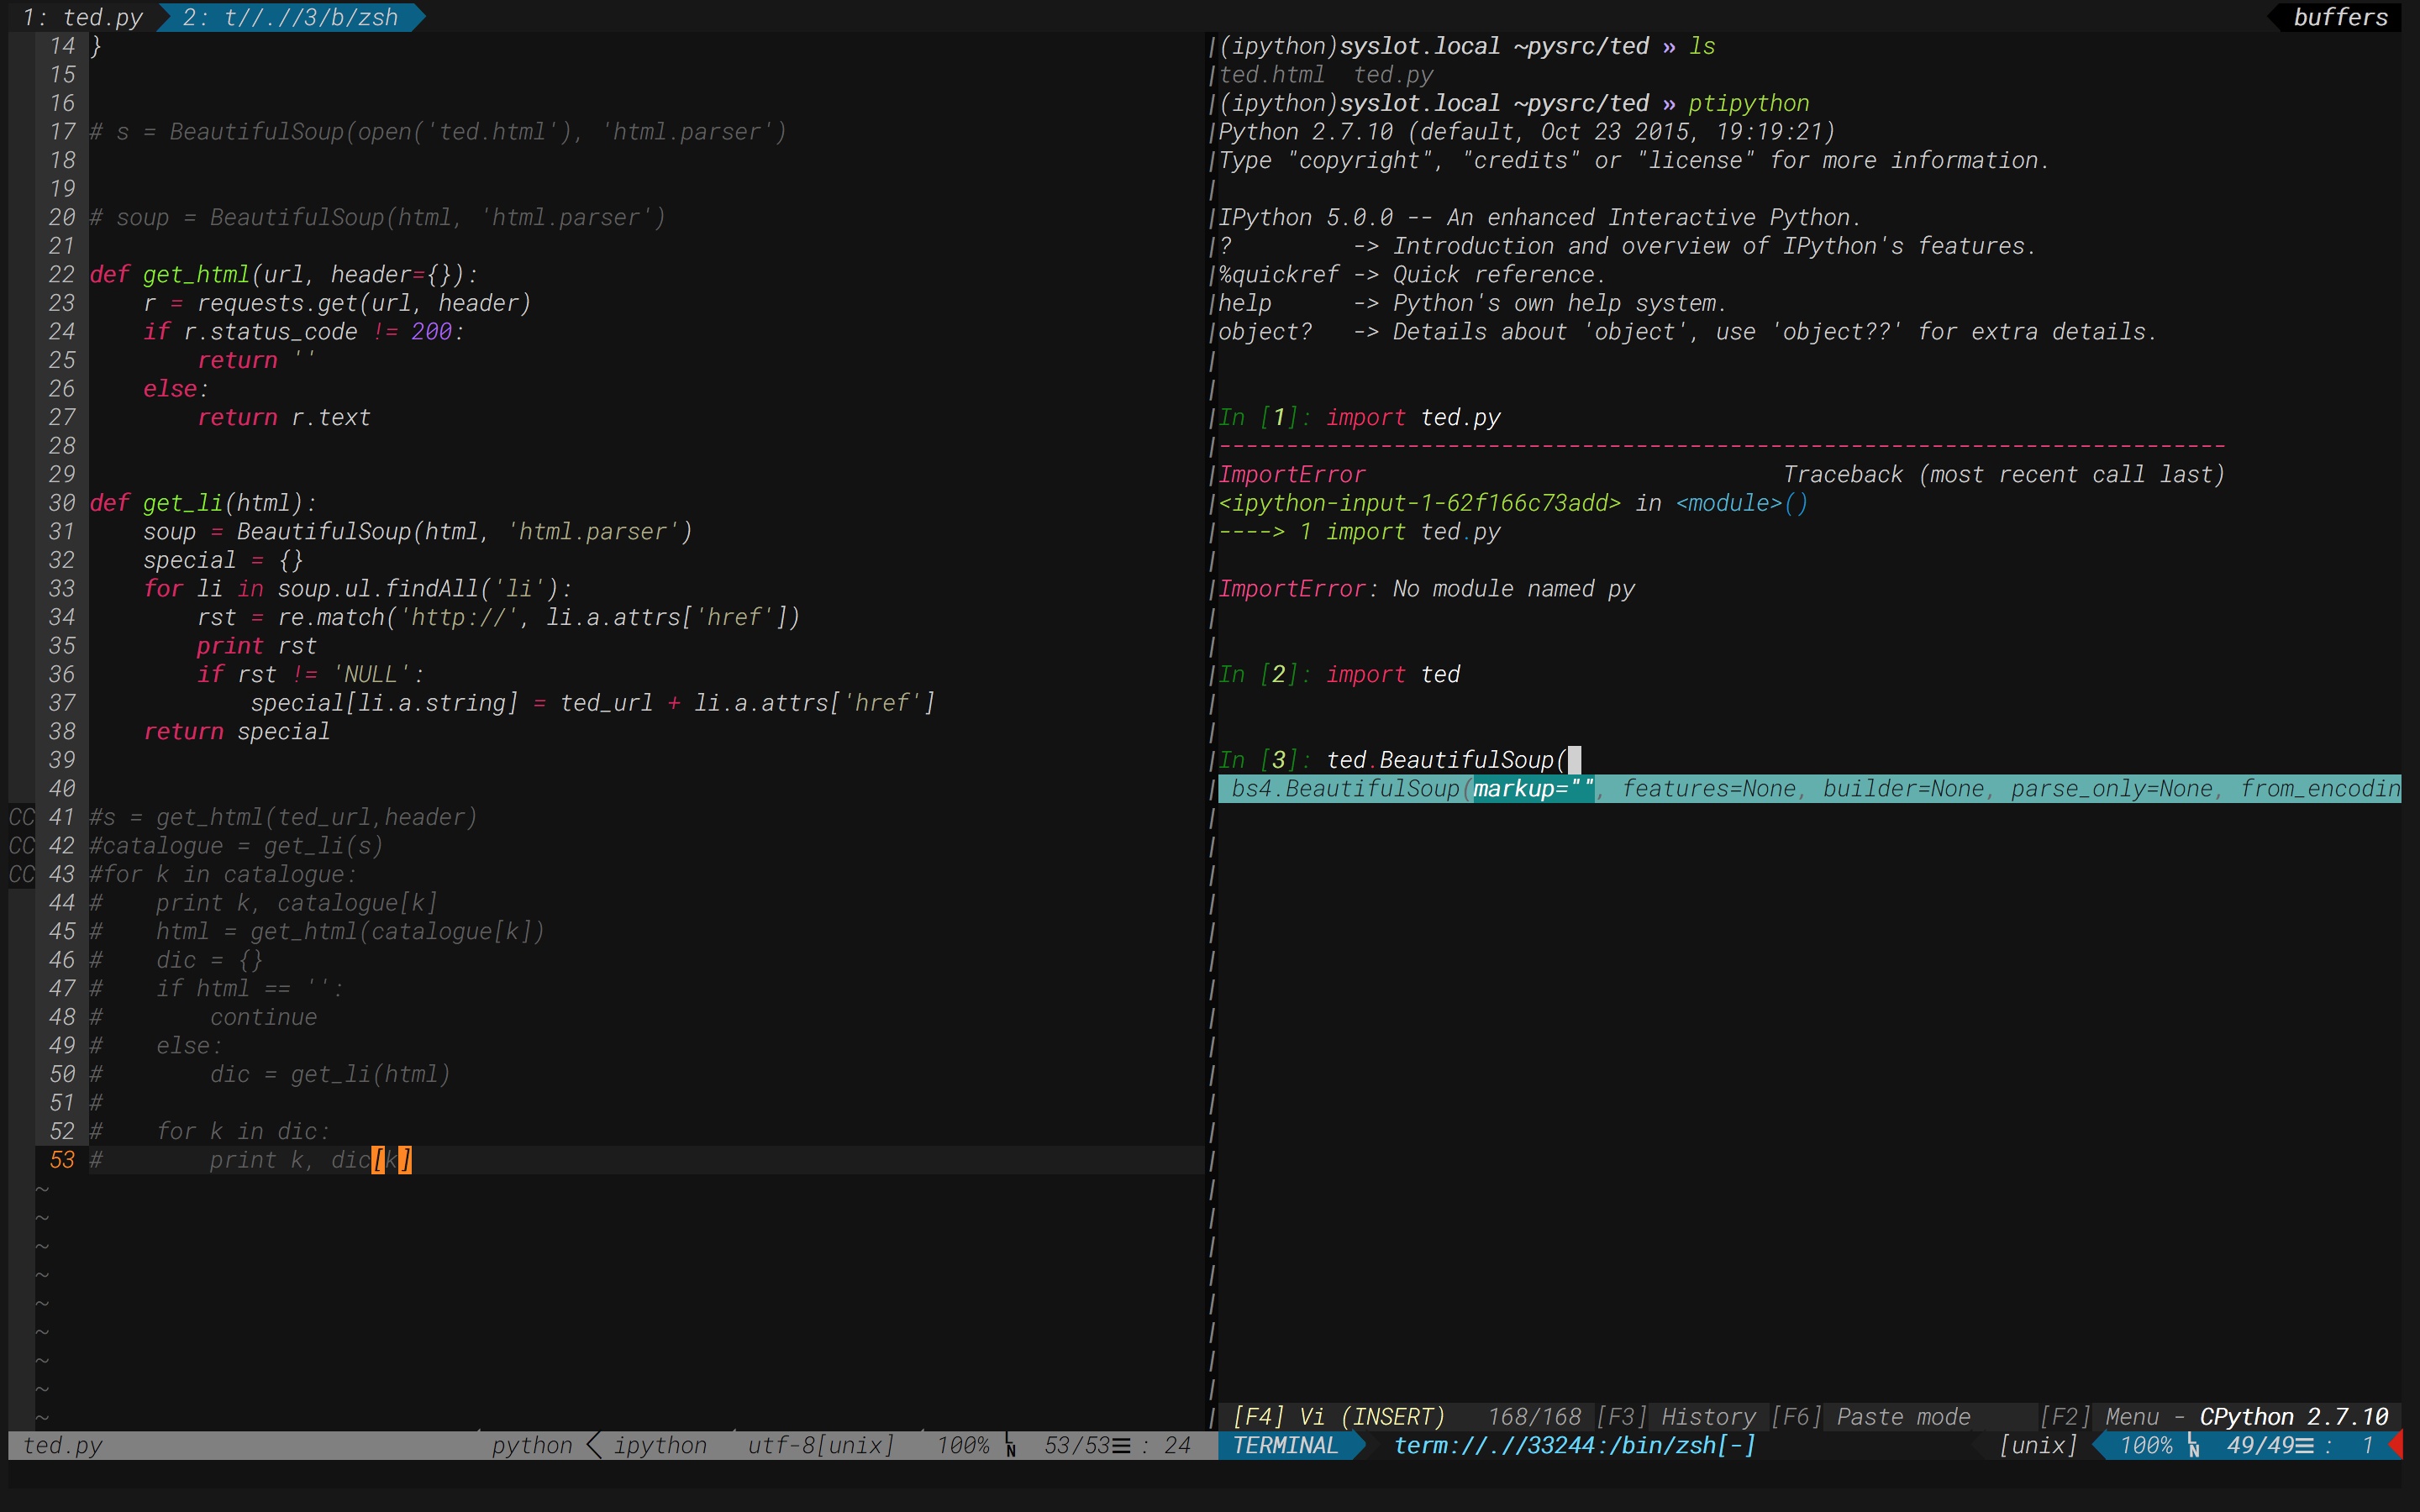 1: ted.py 2: t//.//3/b/zsh buffers
14 }
15
16
17 # s = BeautifulSoup(open('ted.html'), 'html.parser')
18
19
20 # soup = BeautifulSoup(html, 'html.parser')
21
22 def get_html(url, header={}):
23     r = requests.get(url, header)
24     if r.status_code != 200:
25         return ''
26     else:
27         return r.text
28
29
30 def get_li(html):
31     soup = BeautifulSoup(html, 'html.parser')
32     special = {}
33     for li in soup.ul.findAll('li'):
34         rst = re.match('http://', li.a.attrs['href'])
35         print rst
36         if rst != 'NULL':
37             special[li.a.string] = ted_url + li.a.attrs['href']
38     return special
39
40
CC 41 #s = get_html(ted_url,header)
CC 42 #catalogue = get_li(s)
CC 43 #for k in catalogue:
44 #    print k, catalogue[k]
45 #    html = get_html(catalogue[k])
46 #    dic = {}
47 #    if html == '':
48 #        continue
49 #    else:
50 #        dic = get_li(html)
51 #
52 #    for k in dic:
53 #        print k, dic[k]
~
~
~
~
~
~
~
~
~
ted.py python ipython utf-8[unix] 100% LN 53/53☰ : 24
(ipython)syslot.local ~pysrc/ted » ls
ted.html  ted.py
(ipython)syslot.local ~pysrc/ted » ptipython
Python 2.7.10 (default, Oct 23 2015, 19:19:21)
Type "copyright", "credits" or "license" for more information.

IPython 5.0.0 -- An enhanced Interactive Python.
?         -> Introduction and overview of IPython's features.
%quickref -> Quick reference.
help      -> Python's own help system.
object?   -> Details about 'object', use 'object??' for extra details.

In [1]: import ted.py
---------------------------------------------------------------------------
ImportError                               Traceback (most recent call last)
<ipython-input-1-62f166c73add> in <module>()
----> 1 import ted.py

ImportError: No module named py

In [2]: import ted

In [3]: ted.BeautifulSoup(
bs4.BeautifulSoup(markup="", features=None, builder=None, parse_only=None, from_encodin
[F4] Vi (INSERT) 168/168 [F3] History [F6] Paste mode [F2] Menu - CPython 2.7.10
TERMINAL term://.//33244:/bin/zsh[-] [unix] 100% LN 49/49☰ : 1